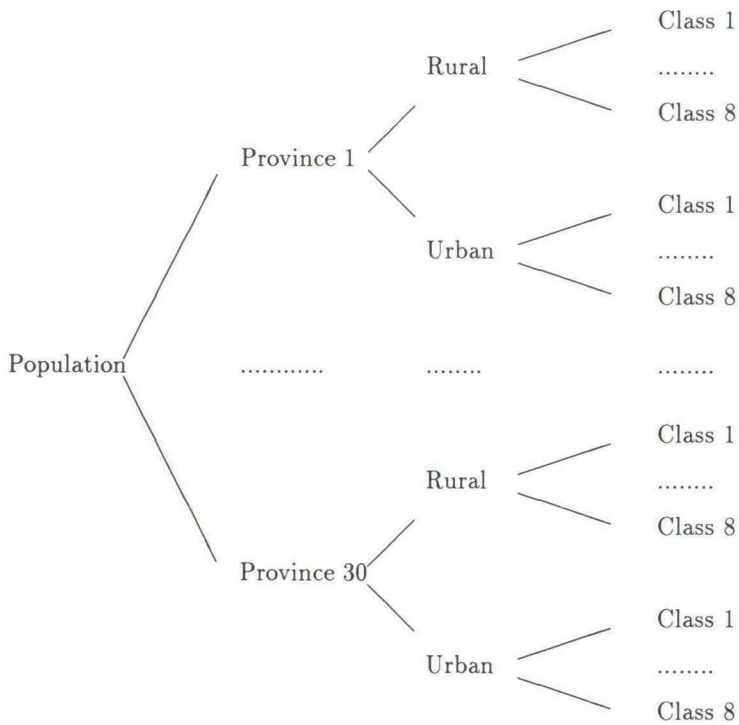 Class 1
Rural
........
Class 8
Province 1
Class 1
Urban
........
Class 8
Population ............ ........ ........
Class 1
Rural
........
Class 8
Province 30
Class 1
Urban
........
Class 8